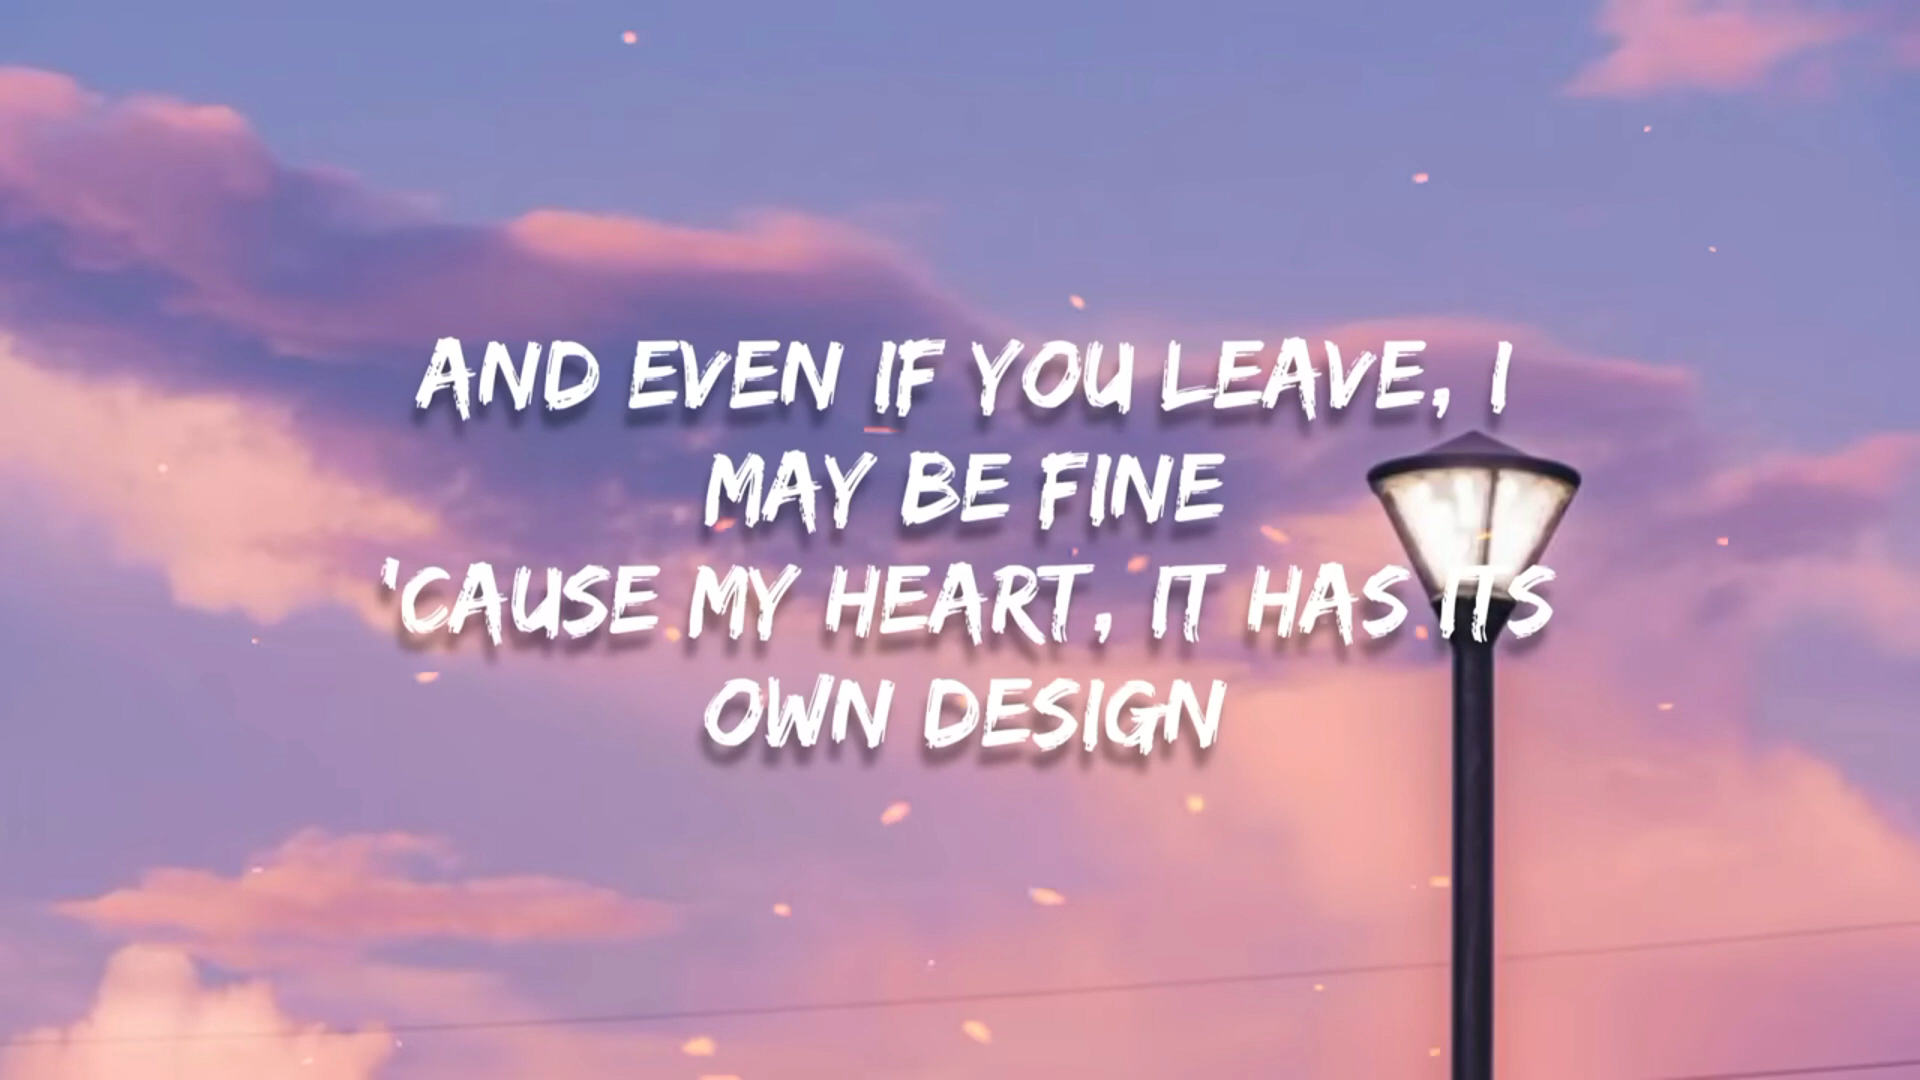 AND EVEN IF YOU LEAVE, I
MAY BE FINE
'CAUSE MY HEART, IT HAS ITS
OWN DESIGN